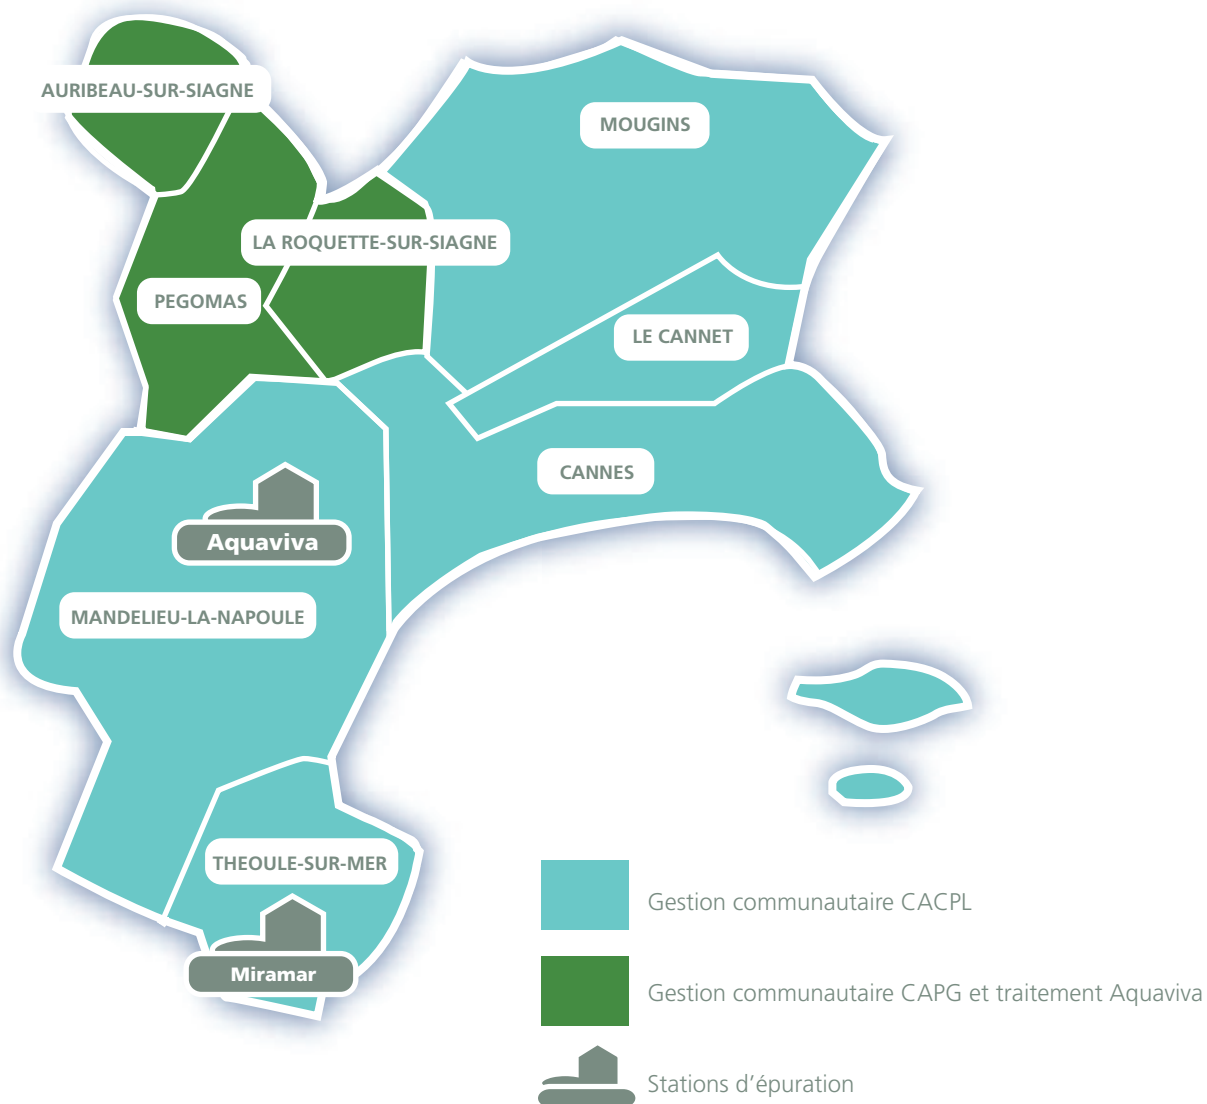 AURIBEAU-SUR-SIAGNE
MOUGINS
LA ROQUETTE-SUR-SIAGNE
PEGOMAS
LE CANNET
CANNES
Aquaviva
MANDELIEU-LA-NAPOULE
THEOULE-SUR-MER
Miramar
Gestion communautaire CACPL
Gestion communautaire CAPG et traitement Aquaviva
Stations d’épuration